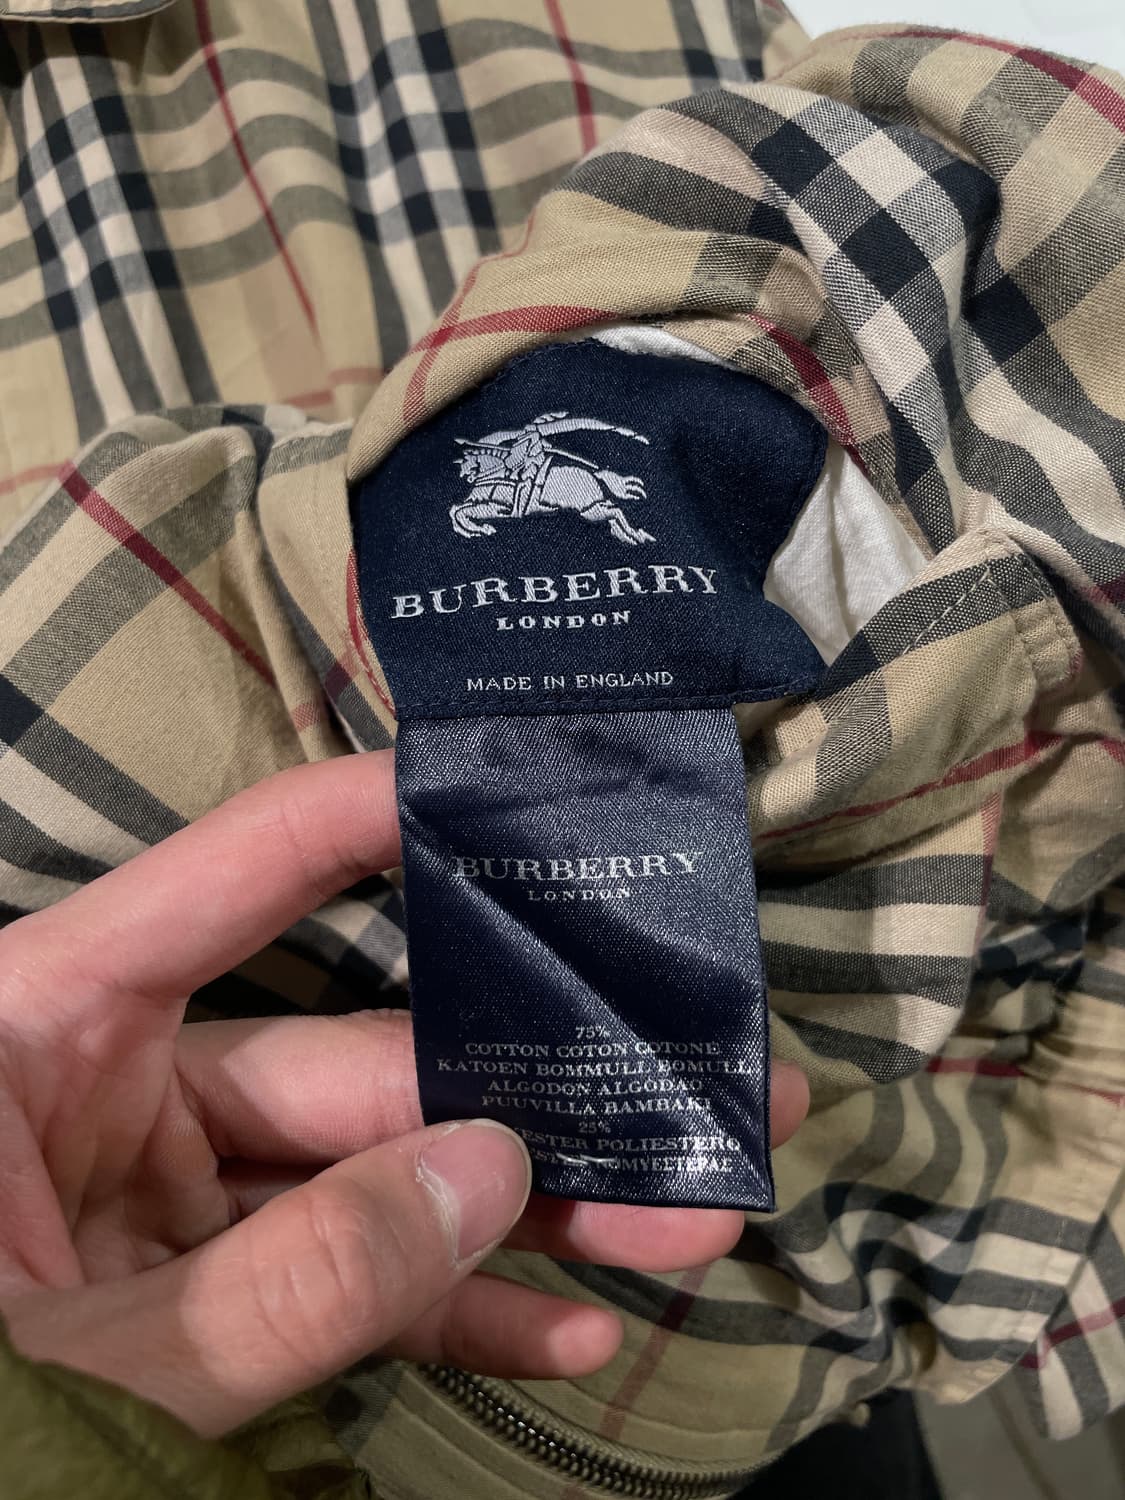 BURBERRY
LONDON
MADE IN ENGLAND
BURBERRY
LONDON
75%
COTTON COTON COTONE
KATOEN BOMMULL BOMULL
ALGODON ALGODAO
PUUVILLA BAMBAKI
25%
POLIESTERO